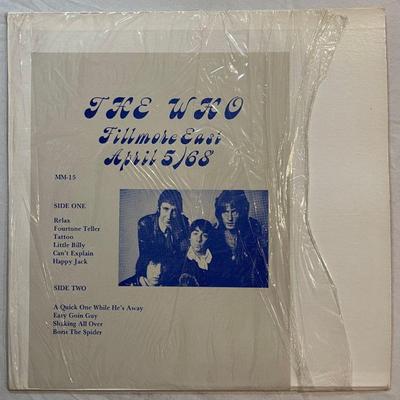 THE WHO
Fillmore East
April 5/68
MM-15
SIDE ONE
Relax
Fourtone Teller
Tattoo
Little Billy
Can't Explain
Happy Jack
SIDE TWO
A Quick One While He's Away
Easy Goin Guy
Shaking All Over
Boris The Spider